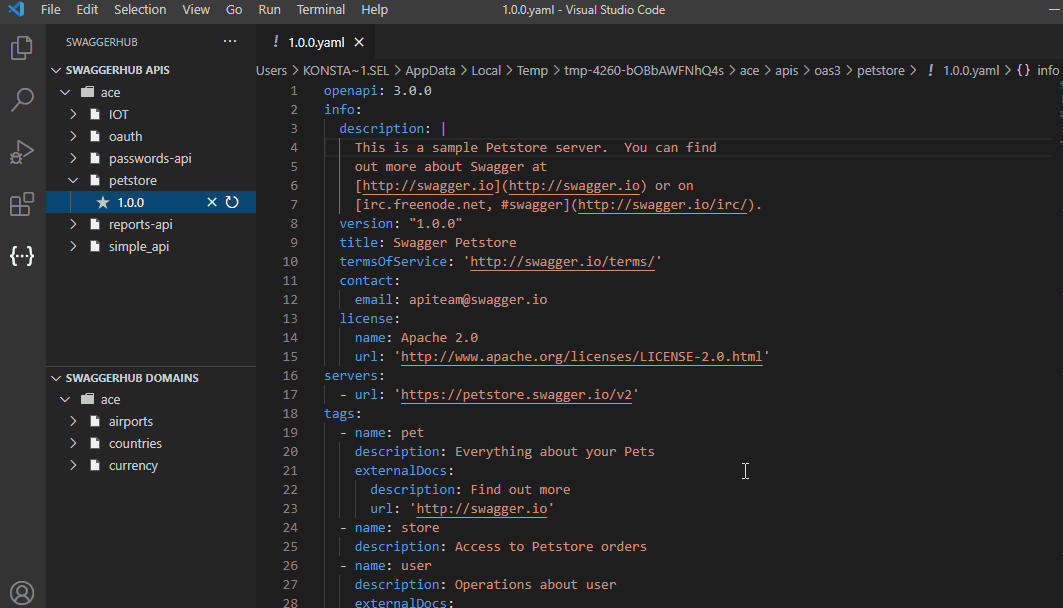 File Edit Selection View Go Run Terminal Help 1.0.0.yaml - Visual Studio Code
SWAGGERHUB ...
SWAGGERHUB APIS
ace
IOT
oauth
passwords-api
petstore
1.0.0
reports-api
simple_api
SWAGGERHUB DOMAINS
ace
airports
countries
currency
! 1.0.0.yaml
Users > KONSTA~1.SEL > AppData > Local > Temp > tmp-4260-bOBbAWFNhQ4s > ace > apis > oas3 > petstore > ! 1.0.0.yaml > {} info
1 openapi: 3.0.0
2 info:
3 description: |
4 This is a sample Petstore server.  You can find
5 out more about Swagger at
6 [http://swagger.io](http://swagger.io) or on
7 [irc.freenode.net, #swagger](http://swagger.io/irc/).
8 version: "1.0.0"
9 title: Swagger Petstore
10 termsOfService: 'http://swagger.io/terms/'
11 contact:
12 email: apiteam@swagger.io
13 license:
14 name: Apache 2.0
15 url: 'http://www.apache.org/licenses/LICENSE-2.0.html'
16 servers:
17 - url: 'https://petstore.swagger.io/v2'
18 tags:
19 - name: pet
20 description: Everything about your Pets
21 externalDocs:
22 description: Find out more
23 url: 'http://swagger.io'
24 - name: store
25 description: Access to Petstore orders
26 - name: user
27 description: Operations about user
28 externalDocs: